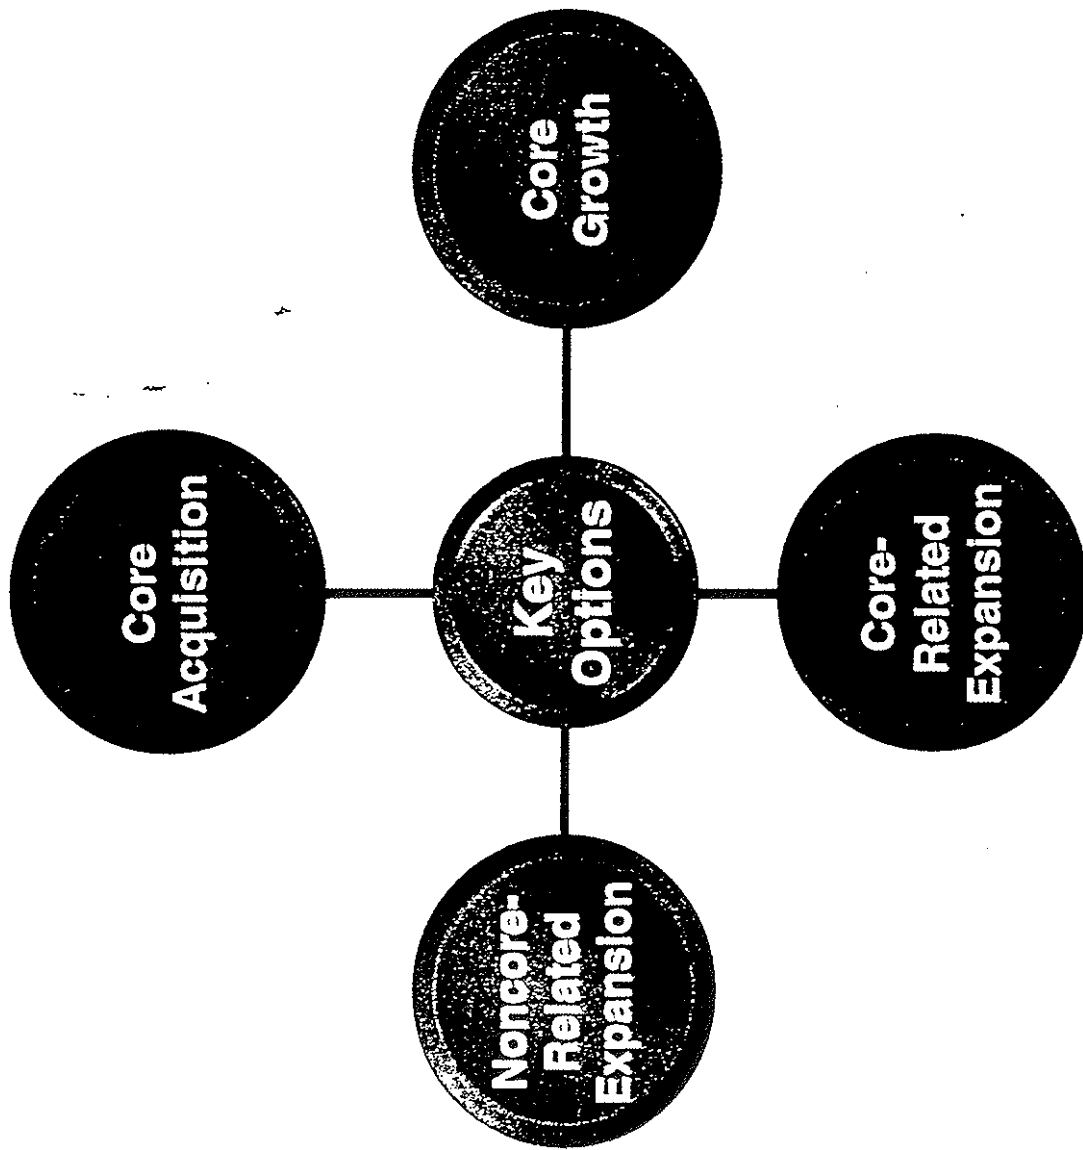 Core
Acquisition
Noncore-
Related
Expansion
Key
Options
Core
Growth
Core-
Related
Expansion